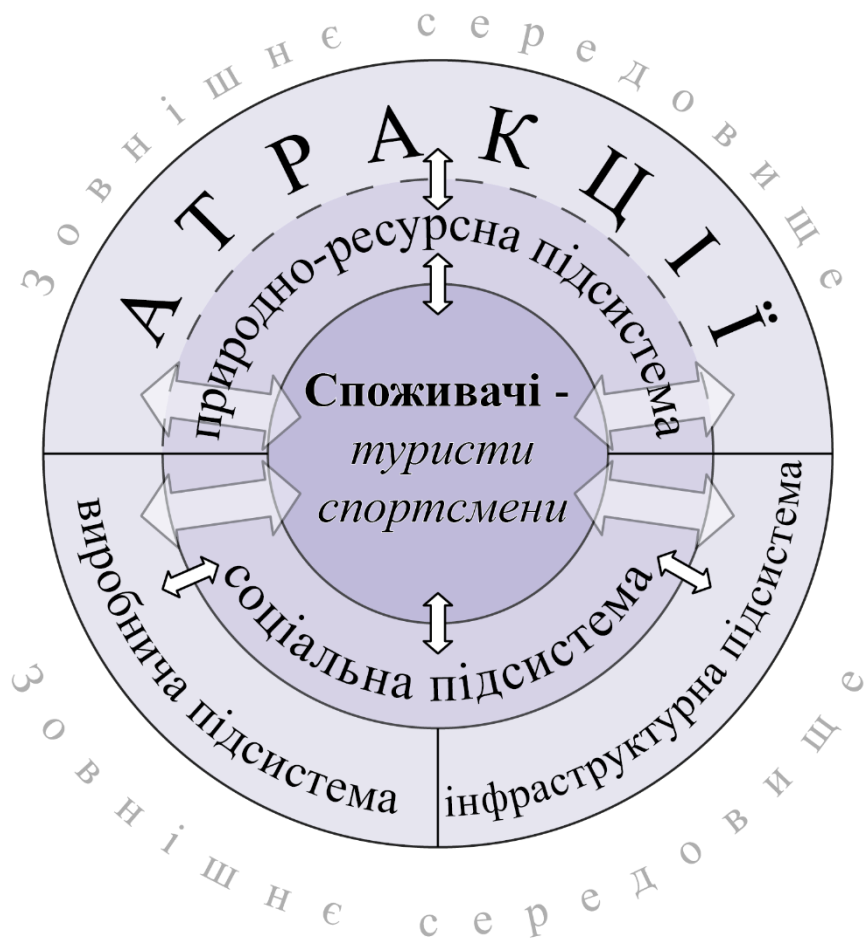 Зовнішнє середовище
АТРАКЦІЇ
природно-ресурсна підсистема
Споживачі -
туристи
спортсмени
соціальна підсистема
виробнича підсистема
інфраструктурна підсистема
Зовнішнє середовище